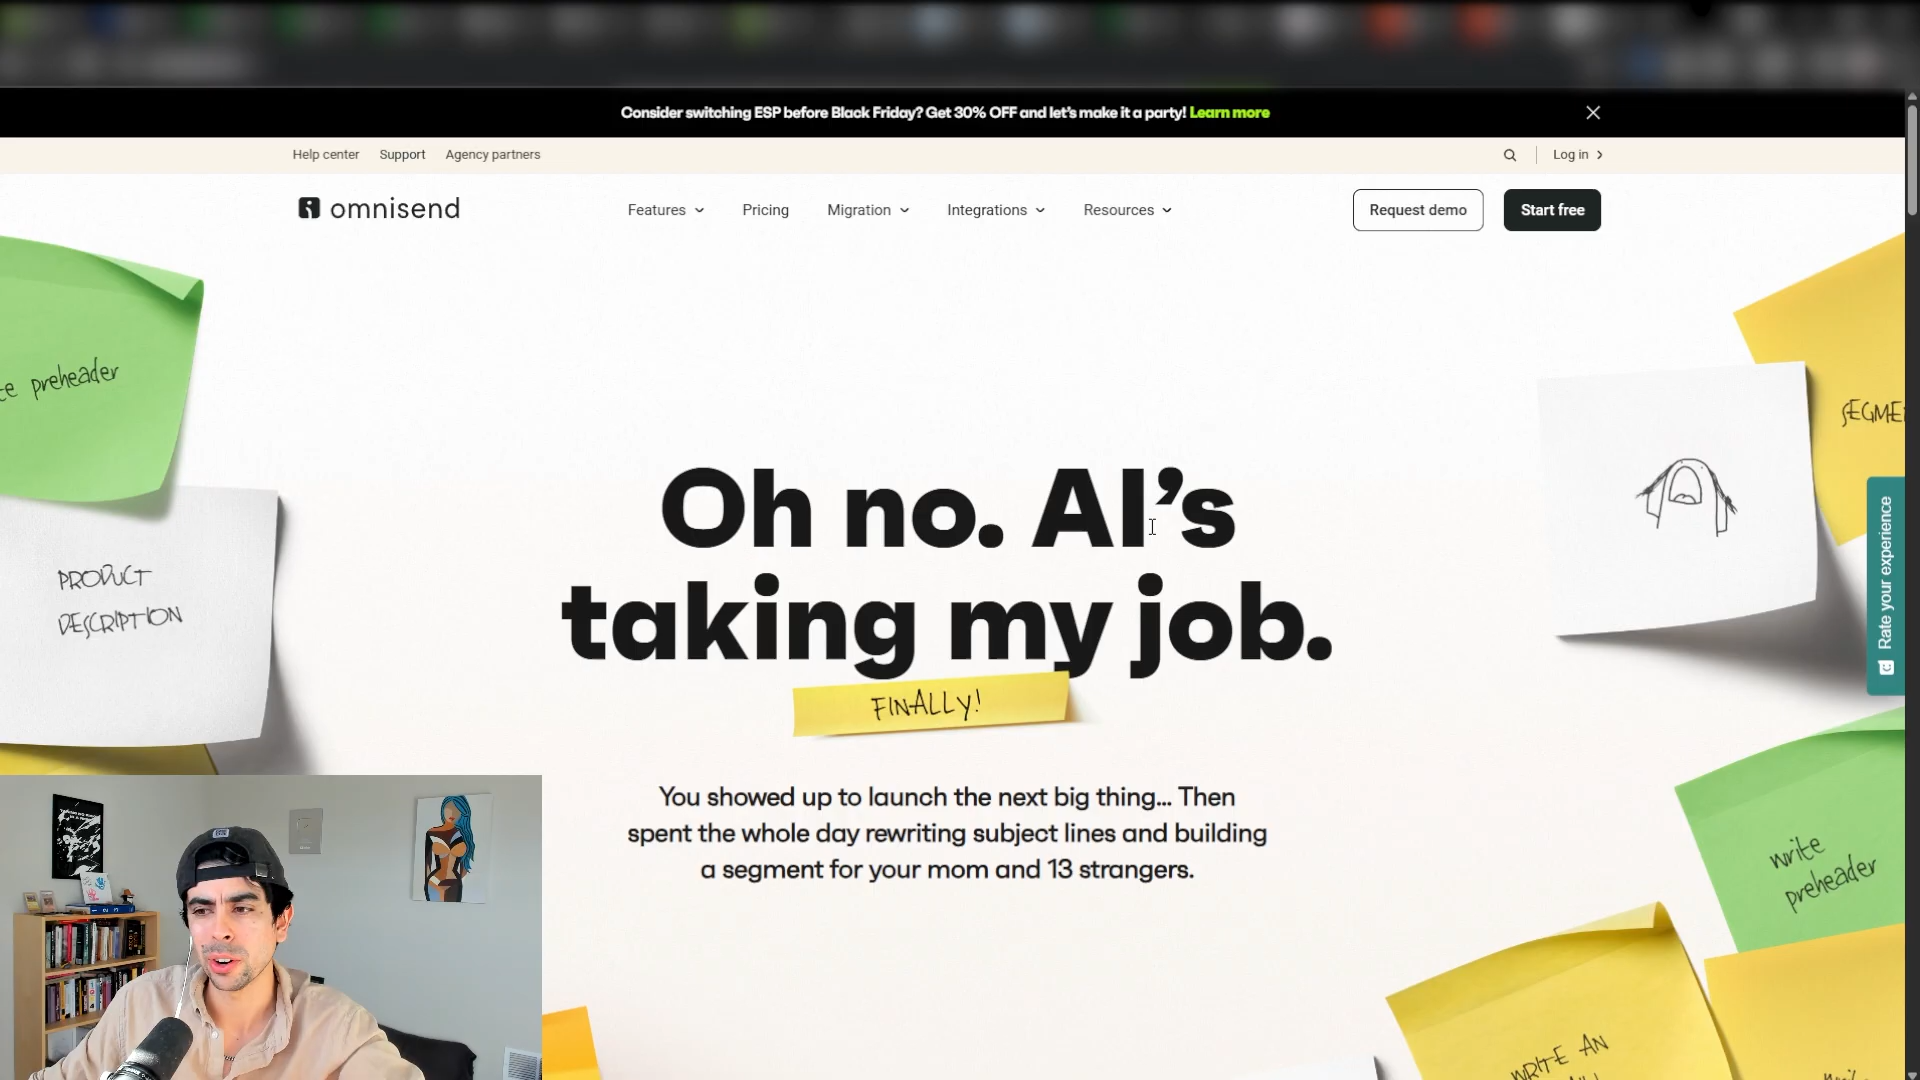 Consider switching ESP before Black Friday? Get 30% OFF and let's make it a party! Learn more
Help center Support Agency partners
Log in
omnisend
Features Pricing Migration Integrations Resources
Request demo Start free
preheader
PRODUCT
DESCRIPTION
Oh no. AI's
taking my job.
FINALLY!
You showed up to launch the next big thing... Then
spent the whole day rewriting subject lines and building
a segment for your mom and 13 strangers.
Rate your experience
write
preheader
WRITE AN